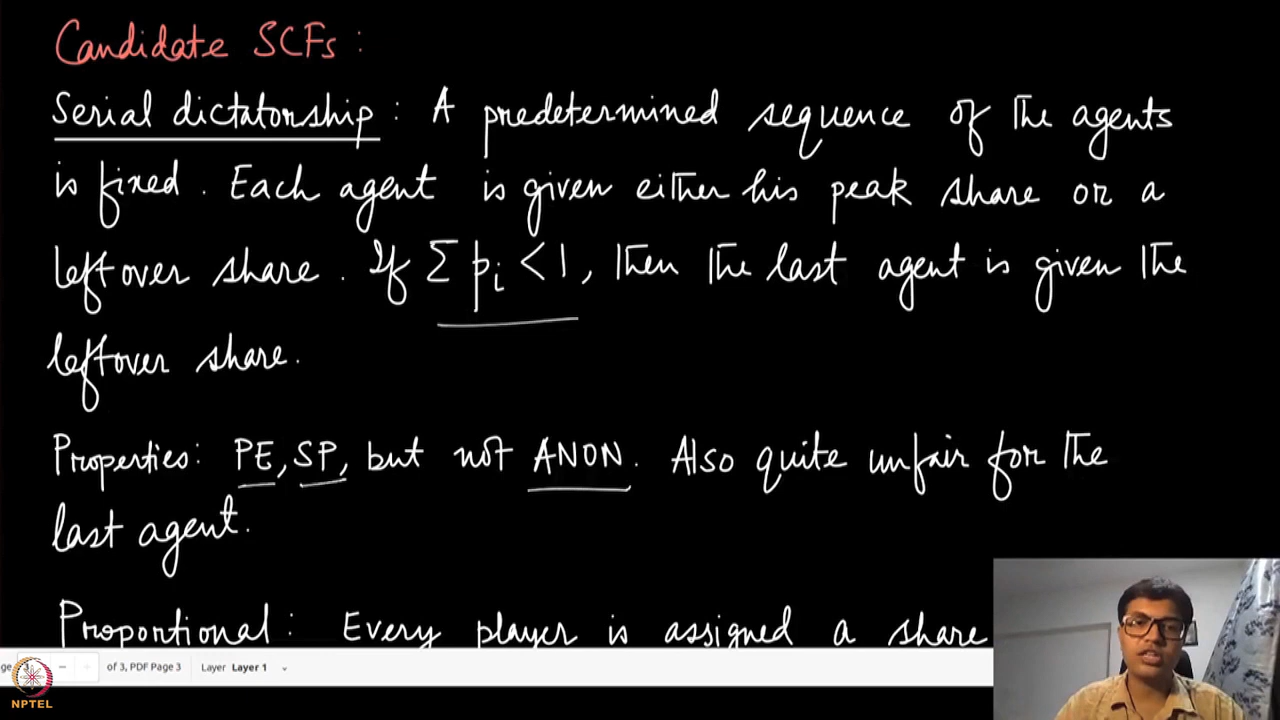 Candidate SCFs :
Serial dictatorship : A predetermined sequence of the agents
is fixed. Each agent is given either his peak share or a
leftover share. If ∑ pᵢ < 1, then the last agent is given the
leftover share.
Properties: PE, SP, but not ANON. Also quite unfair for the
last agent.
Proportional : Every player is assigned a share
of 3, PDF Page 3 Layer Layer 1
NPTEL